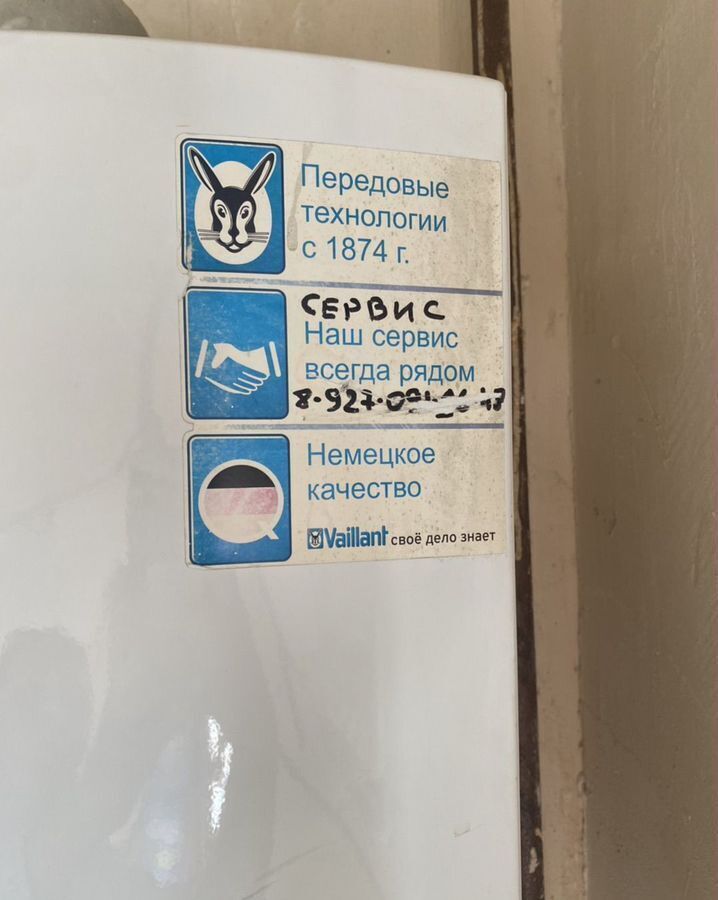 Передовые
технологии
с 1874 г.
СЕРВИС
Наш сервис
всегда рядом
Немецкое
качество
Vaillant своё дело знает